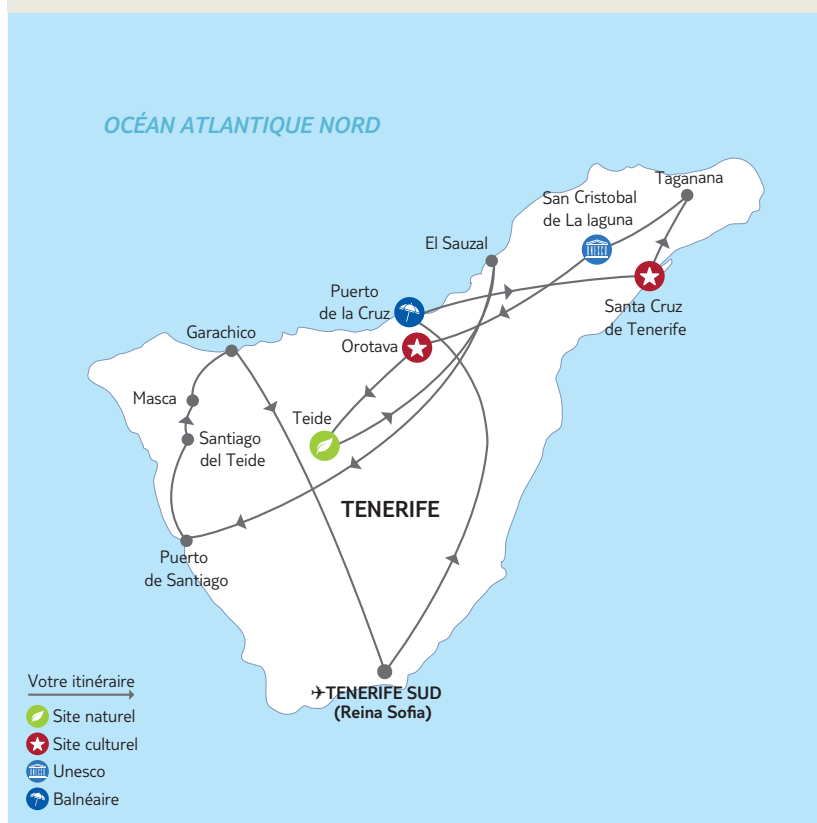 OCÉAN ATLANTIQUE NORD
Taganana
San Cristobal
de La laguna
El Sauzal
Puerto
de la Cruz
Santa Cruz
de Tenerife
Garachico
Orotava
Masca
Teide
Santiago
del Teide
TENERIFE
Puerto
de Santiago
TENERIFE SUD
(Reina Sofia)
Votre itinéraire
Site naturel
Site culturel
UNESCO
Unesco
Balnéaire